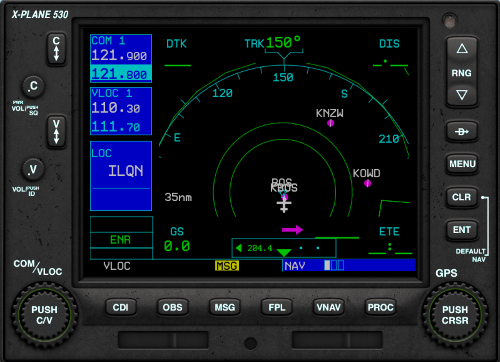 X-PLANE 530
C
COM 1
121.900
121.800
DTK
TRK 150°
DIS
RNG
.C
PWR
VOL/PUSH
SQ
VLOC 1
110.30
111.70
120
150
S
210
E
KNZW
KOWD
BOS
KBOS
35nm
D
MENU
CLR
ENT
DEFAULT
NAV
V
LOC
ILQN
.V
VOL/PUSH
ID
ENR
GS
0.0
204.4
ETE
VLOC
MSG
NAV
COM/VLOC
GPS
PUSH
C/V
CDI
OBS
MSG
FPL
VNAV
PROC
PUSH
CRSR